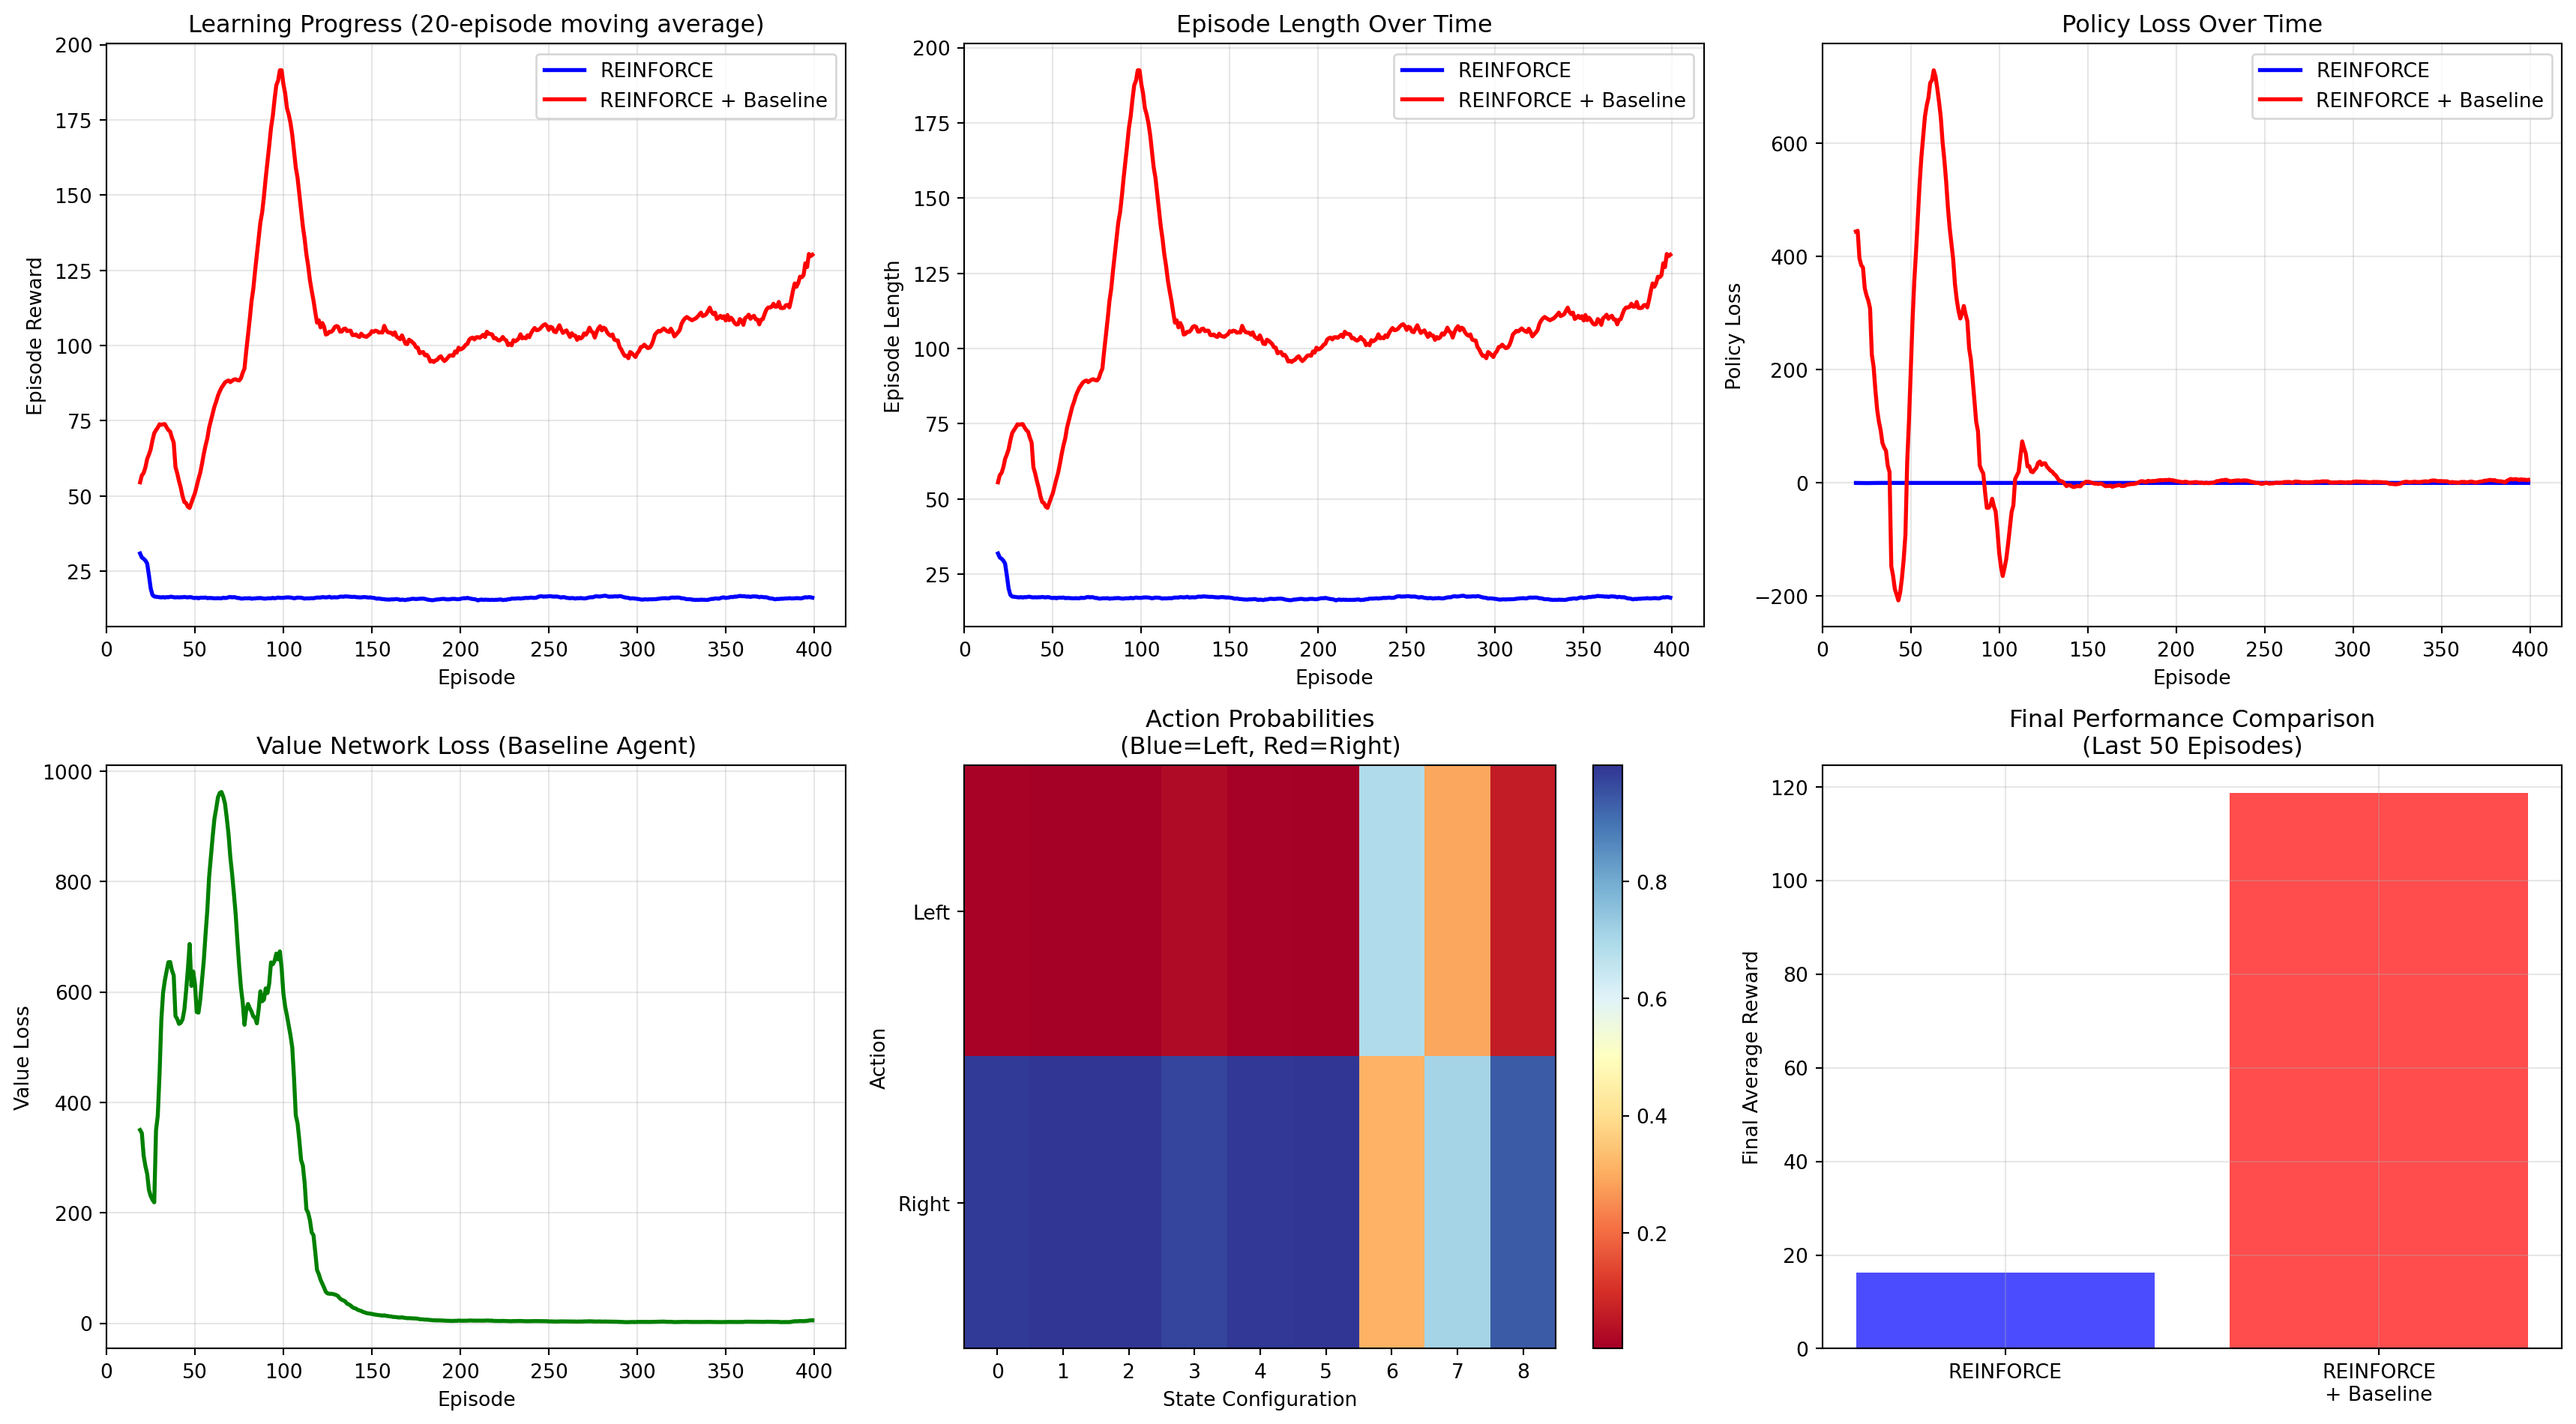 Learning Progress (20-episode moving average)
200
175
150
125
100
75
50
25
0
50
100
150
200
250
300
350
400
Episode Reward
Episode
REINFORCE
REINFORCE + Baseline
Episode Length Over Time
200
175
150
125
100
75
50
25
0
50
100
150
200
250
300
350
400
Episode Length
Episode
REINFORCE
REINFORCE + Baseline
Policy Loss Over Time
600
400
200
0
−200
0
50
100
150
200
250
300
350
400
Policy Loss
Episode
REINFORCE
REINFORCE + Baseline
Value Network Loss (Baseline Agent)
1000
800
600
400
200
0
0
50
100
150
200
250
300
350
400
Value Loss
Episode
Action Probabilities
(Blue=Left, Red=Right)
Left
Right
Action
0
1
2
3
4
5
6
7
8
State Configuration
0.8
0.6
0.4
0.2
Final Performance Comparison
(Last 50 Episodes)
120
100
80
60
40
20
0
Final Average Reward
REINFORCE
REINFORCE
+ Baseline